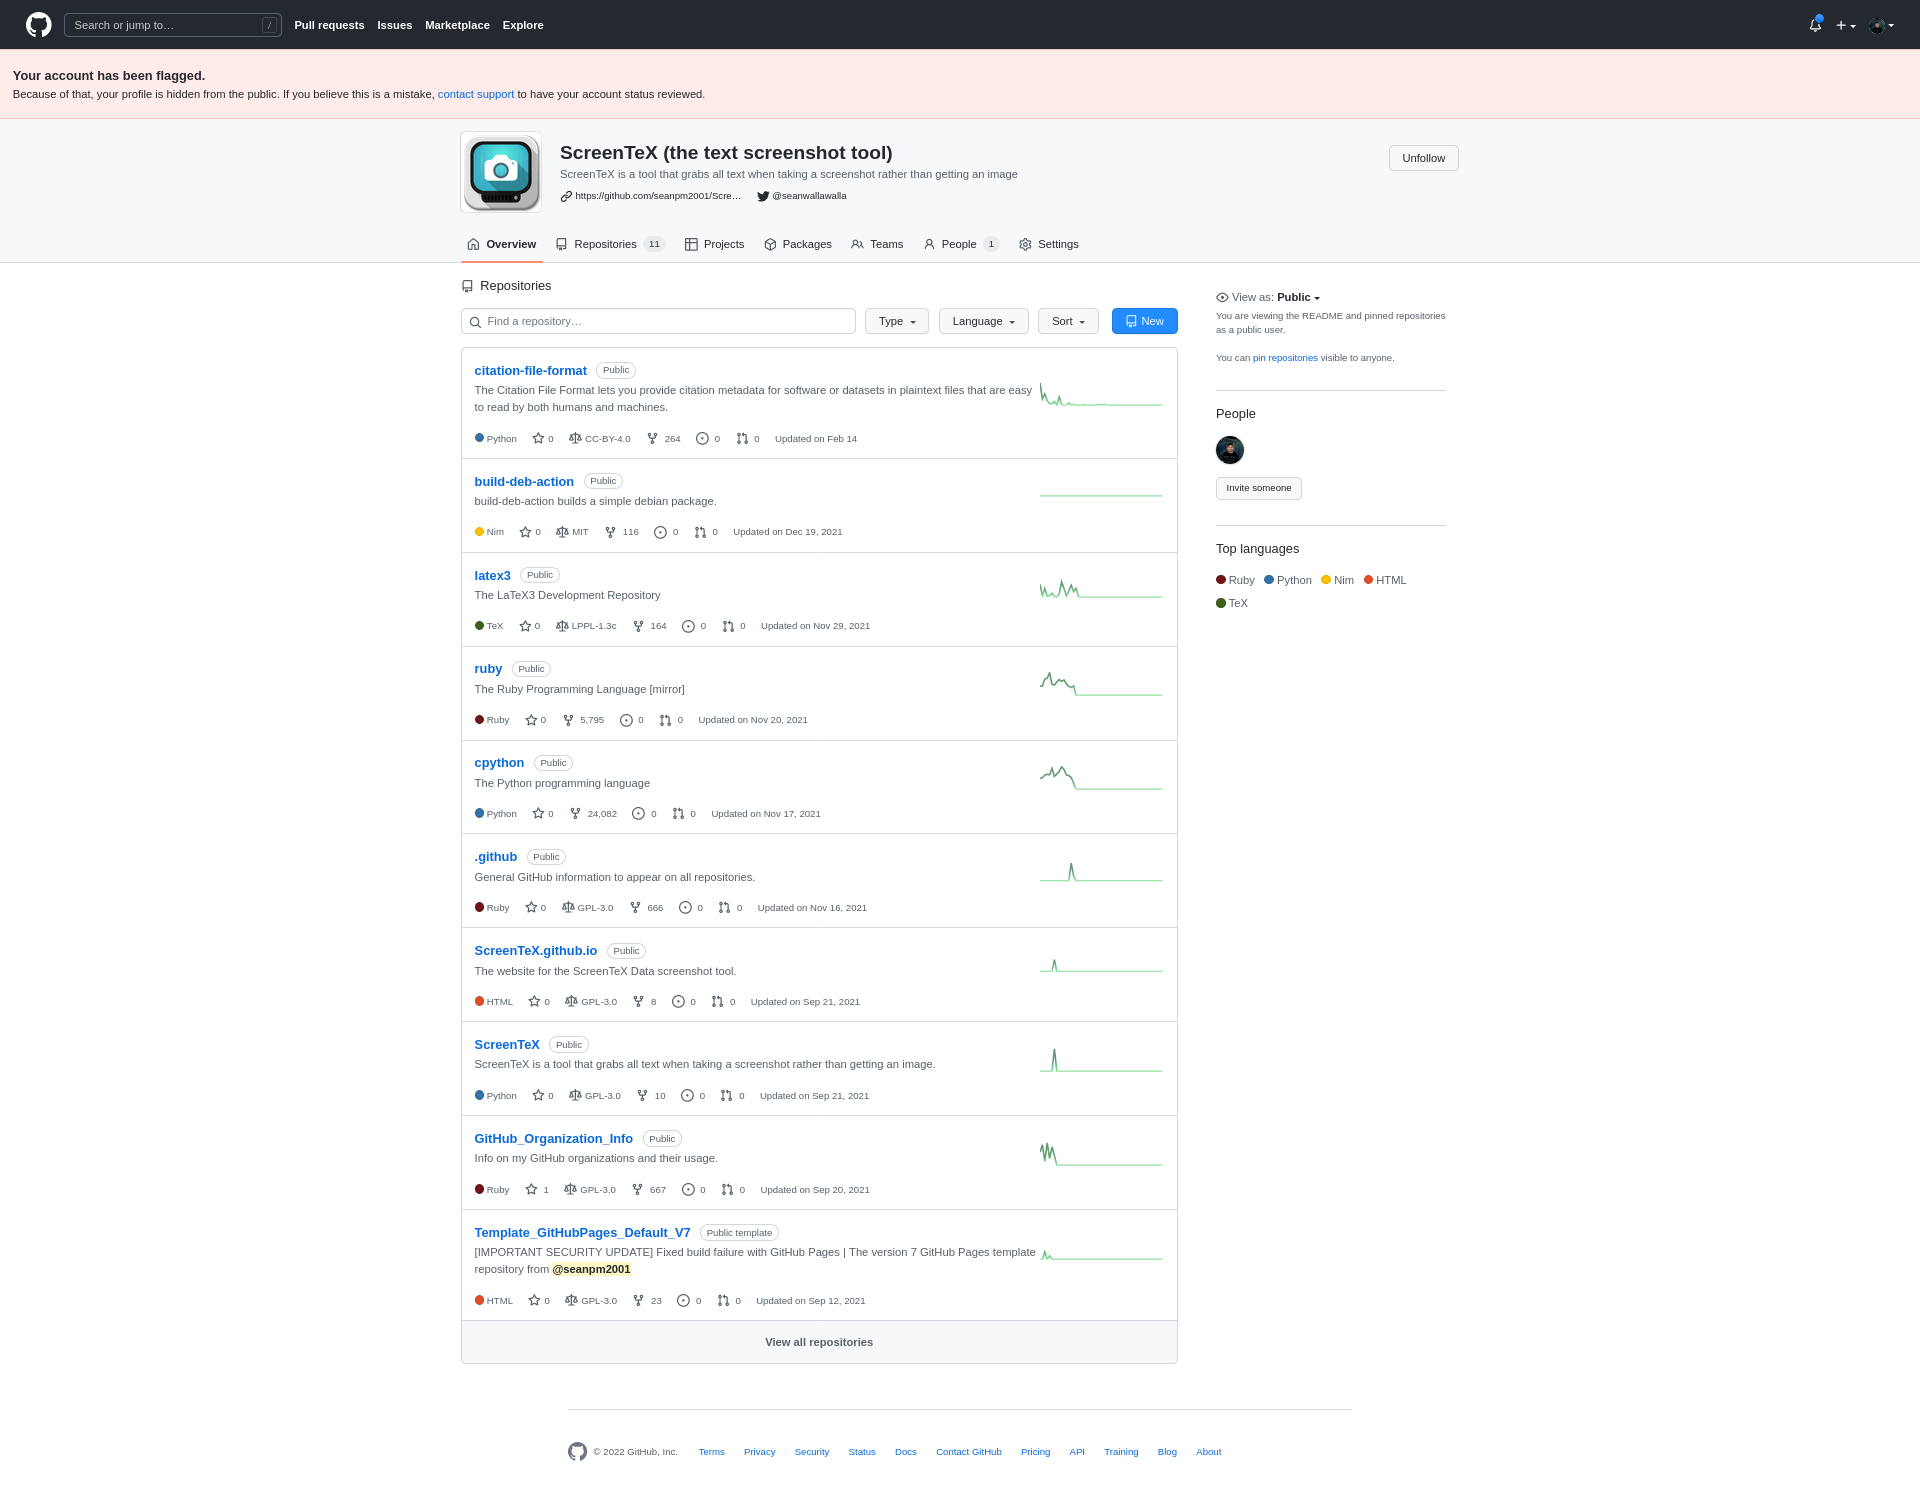 Search or jump to… /
Pull requests Issues Marketplace Explore
Your account has been flagged.
Because of that, your profile is hidden from the public. If you believe this is a mistake, contact support to have your account status reviewed.
ScreenTeX (the text screenshot tool)
Unfollow
ScreenTeX is a tool that grabs all text when taking a screenshot rather than getting an image
https://github.com/seanpm2001/Scre… @seanwallawalla
Overview Repositories 11 Projects Packages Teams People 1 Settings
Repositories
Find a repository… Type Language Sort New
citation-file-format Public
The Citation File Format lets you provide citation metadata for software or datasets in plaintext files that are easy
to read by both humans and machines.
Python 0 CC-BY-4.0 264 0 0 Updated on Feb 14
build-deb-action Public
build-deb-action builds a simple debian package.
Nim 0 MIT 116 0 0 Updated on Dec 19, 2021
latex3 Public
The LaTeX3 Development Repository
TeX 0 LPPL-1.3c 164 0 0 Updated on Nov 29, 2021
ruby Public
The Ruby Programming Language [mirror]
Ruby 0 5,795 0 0 Updated on Nov 20, 2021
cpython Public
The Python programming language
Python 0 24,082 0 0 Updated on Nov 17, 2021
.github Public
General GitHub information to appear on all repositories.
Ruby 0 GPL-3.0 666 0 0 Updated on Nov 16, 2021
ScreenTeX.github.io Public
The website for the ScreenTeX Data screenshot tool.
HTML 0 GPL-3.0 8 0 0 Updated on Sep 21, 2021
ScreenTeX Public
ScreenTeX is a tool that grabs all text when taking a screenshot rather than getting an image.
Python 0 GPL-3.0 10 0 0 Updated on Sep 21, 2021
GitHub_Organization_Info Public
Info on my GitHub organizations and their usage.
Ruby 1 GPL-3.0 667 0 0 Updated on Sep 20, 2021
Template_GitHubPages_Default_V7 Public template
[IMPORTANT SECURITY UPDATE] Fixed build failure with GitHub Pages | The version 7 GitHub Pages template
repository from @seanpm2001
HTML 0 GPL-3.0 23 0 0 Updated on Sep 12, 2021
View all repositories
View as: Public
You are viewing the README and pinned repositories
as a public user.
You can pin repositories visible to anyone.
People
Invite someone
Top languages
Ruby Python Nim HTML
TeX
© 2022 GitHub, Inc. Terms Privacy Security Status Docs Contact GitHub Pricing API Training Blog About